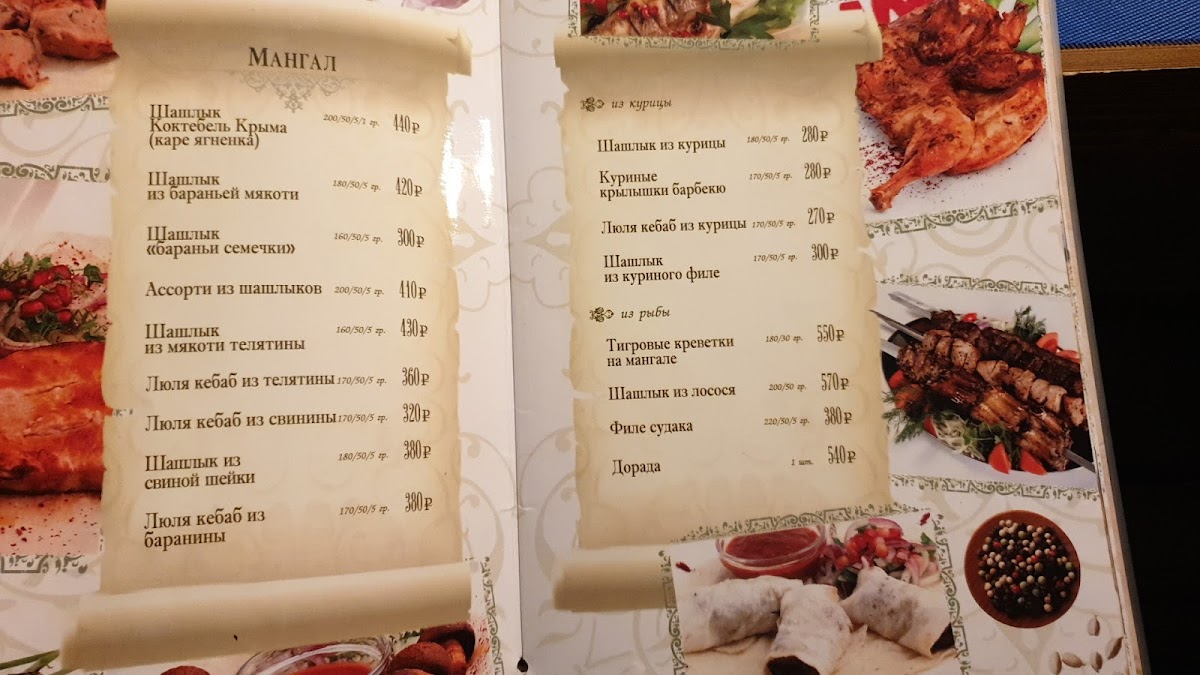 Мангал
Шашлык
Коктебель Крыма
(каре ягненка) 200/50/5/1 гр. 440₽
Шашлык
из бараньей мякоти 180/50/5 гр. 420₽
Шашлык
«бараньи семечки» 160/50/5 гр. 300₽
Ассорти из шашлыков 200/50/5 гр. 410₽
Шашлык
из мякоти телятины 160/50/5 гр. 430₽
Люля кебаб из телятины 170/50/5 гр. 360₽
Люля кебаб из свинины 170/50/5 гр. 320₽
Шашлык из
свиной шейки 180/50/5 гр. 380₽
Люля кебаб из
баранины 170/50/5 гр. 380₽
из курицы
Шашлык из курицы 180/50/5 гр. 280₽
Куриные
крылышки барбекю 170/50/5 гр. 280₽
Люля кебаб из курицы 170/50/5 гр. 270₽
Шашлык
из куриного филе 170/50/5 гр. 300₽
из рыбы
Тигровые креветки
на мангале 180/30 гр. 550₽
Шашлык из лосося 200/50 гр. 570₽
Филе судака 220/50/5 гр. 380₽
Дорада 1 шт. 540₽